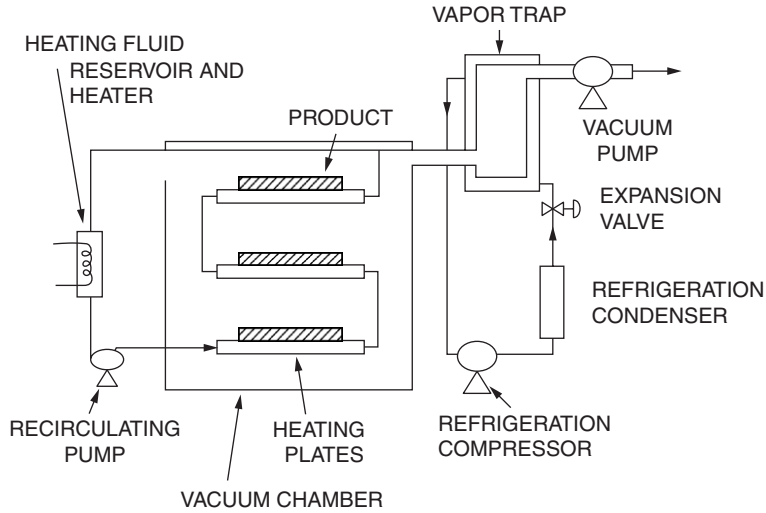 VAPOR TRAP
HEATING FLUID
RESERVOIR AND
HEATER
PRODUCT
VACUUM
PUMP
EXPANSION
VALVE
REFRIGERATION
CONDENSER
RECIRCULATING
PUMP
HEATING
PLATES
REFRIGERATION
COMPRESSOR
VACUUM CHAMBER